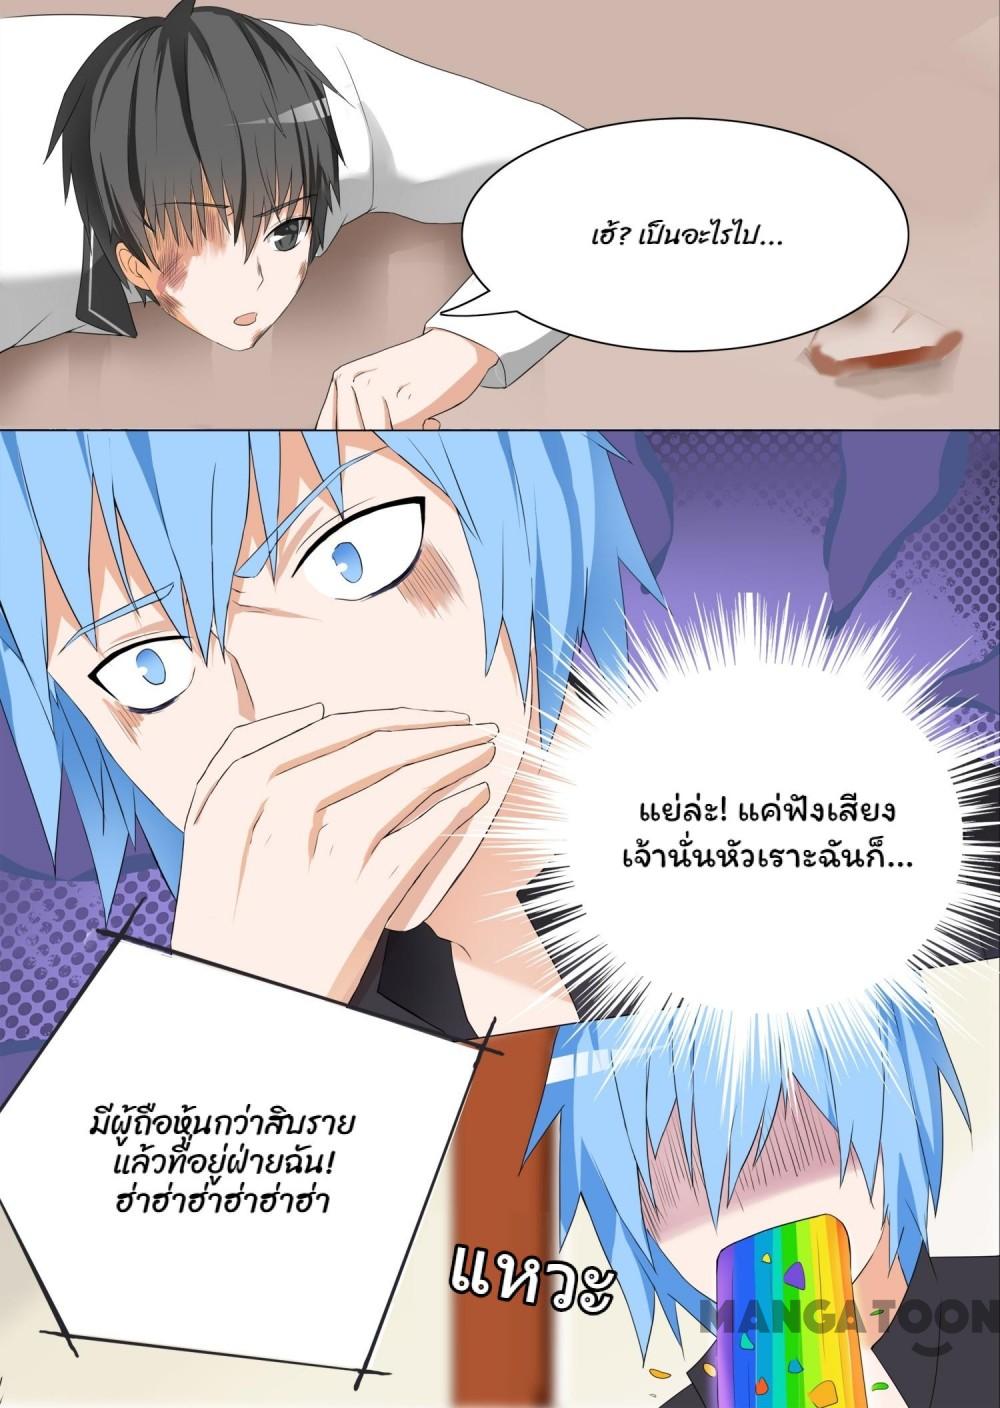 เฮ้? เป็นอะไรไป...
แย่ล่ะ! แค่ฟังเสียง
เจ้านั่นหัวเราะฉันก็...
มีผู้ถือหุ้นกว่าสิบราย
แล้วที่อยู่ฝ่ายฉัน!
ฮ่าฮ่าฮ่าฮ่าฮ่าฮ่า
แหวะ
MANGATOON